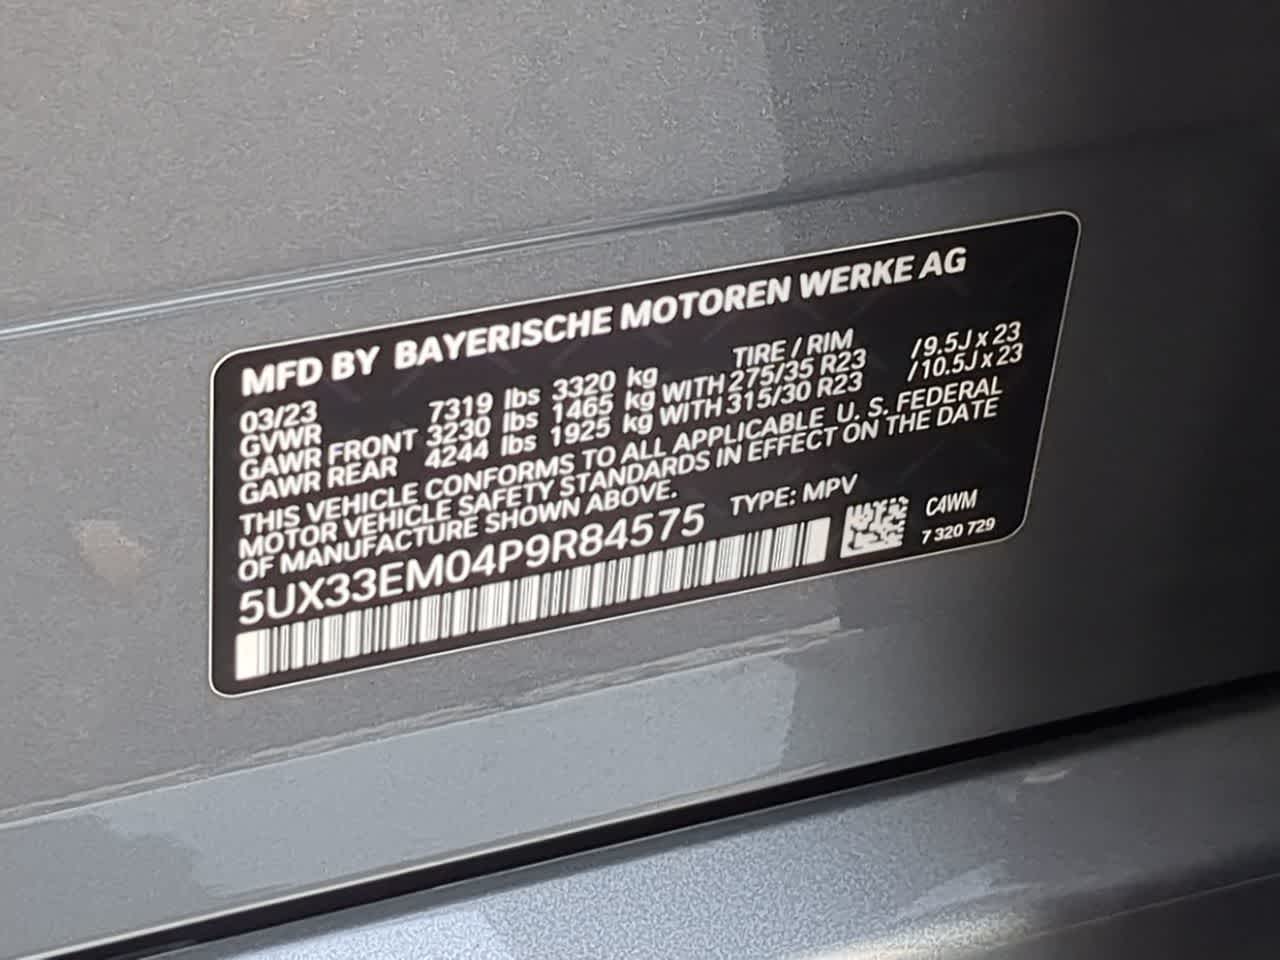 MFD BY BAYERISCHE MOTOREN WERKE AG
03/23 TIRE / RIM
GVWR 7319 lbs 3320 kg
GAWR FRONT 3230 lbs 1465 kg WITH 275/35 R23 /9.5J x 23
GAWR REAR 4244 lbs 1925 kg WITH 315/30 R23 /10.5J x 23
THIS VEHICLE CONFORMS TO ALL APPLICABLE U. S. FEDERAL
MOTOR VEHICLE SAFETY STANDARDS IN EFFECT ON THE DATE
OF MANUFACTURE SHOWN ABOVE.
5UX33EM04P9R84575 TYPE: MPV
C4WM
7 320 729